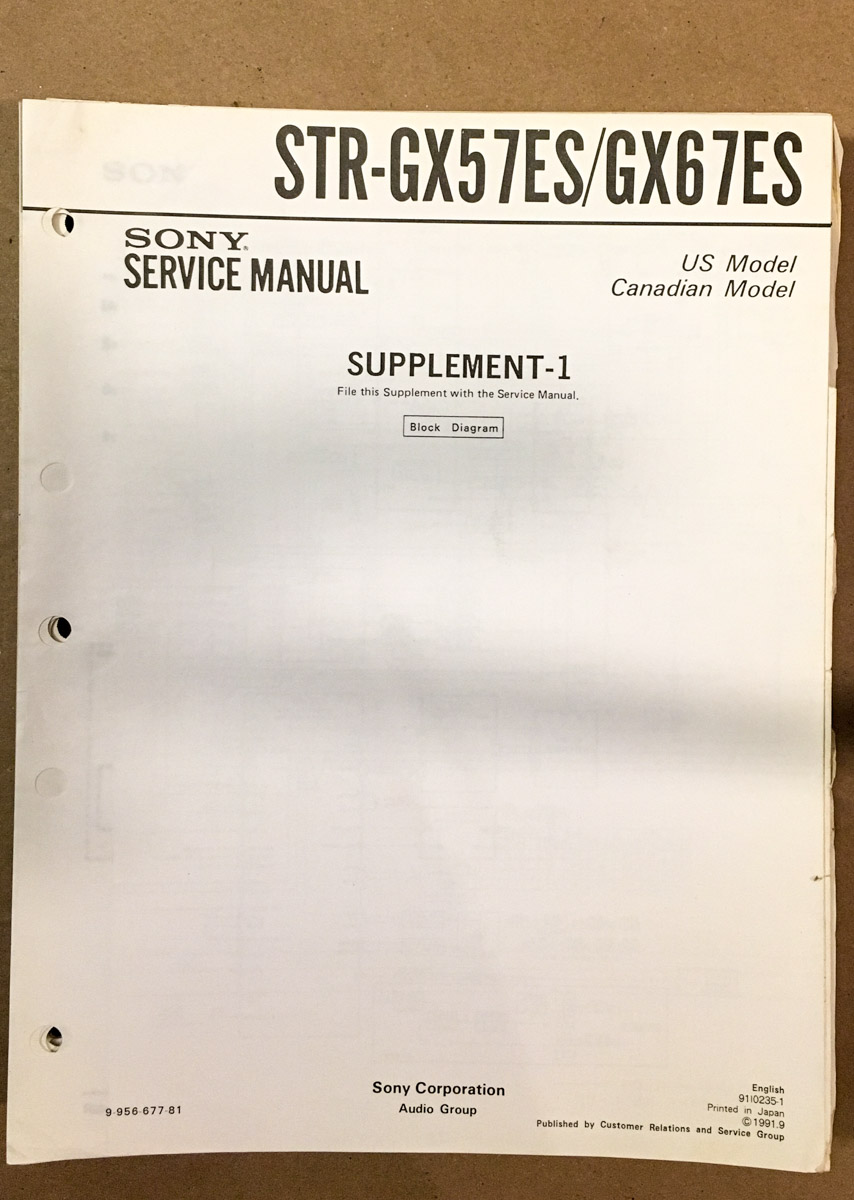 STR-GX57ES/GX67ES
SONY®
SERVICE MANUAL
US Model
Canadian Model
SUPPLEMENT-1
File this Supplement with the Service Manual.
Block Diagram
9-956-677-81
Sony Corporation
Audio Group
English
91I0235-1
Printed in Japan
©1991.9
Published by Customer Relations and Service Group
SON